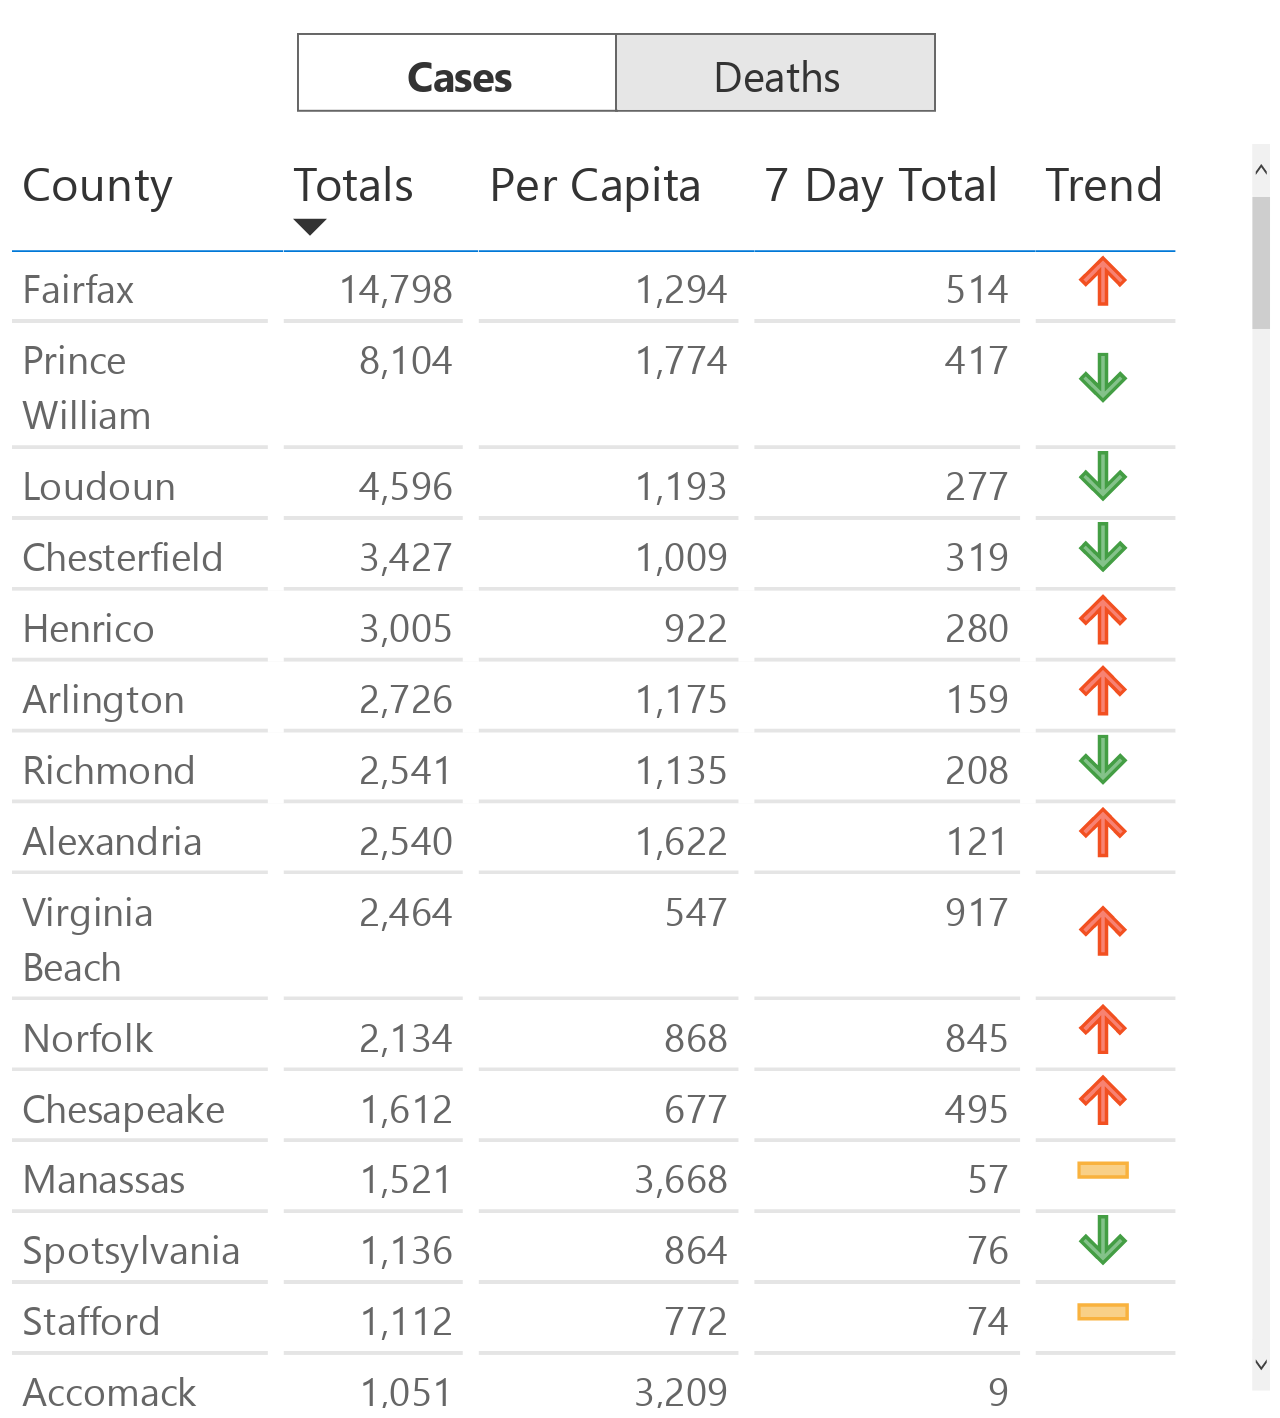 Cases Deaths
County Totals Per Capita 7 Day Total Trend
Fairfax 14,798 1,294 514
Prince 8,104 1,774 417
William
Loudoun 4,596 1,193 277
Chesterfield 3,427 1,009 319
Henrico 3,005 922 280
Arlington 2,726 1,175 159
Richmond 2,541 1,135 208
Alexandria 2,540 1,622 121
Virginia 2,464 547 917
Beach
Norfolk 2,134 868 845
Chesapeake 1,612 677 495
Manassas 1,521 3,668 57
Spotsylvania 1,136 864 76
Stafford 1,112 772 74
Accomack 1,051 3,209 9